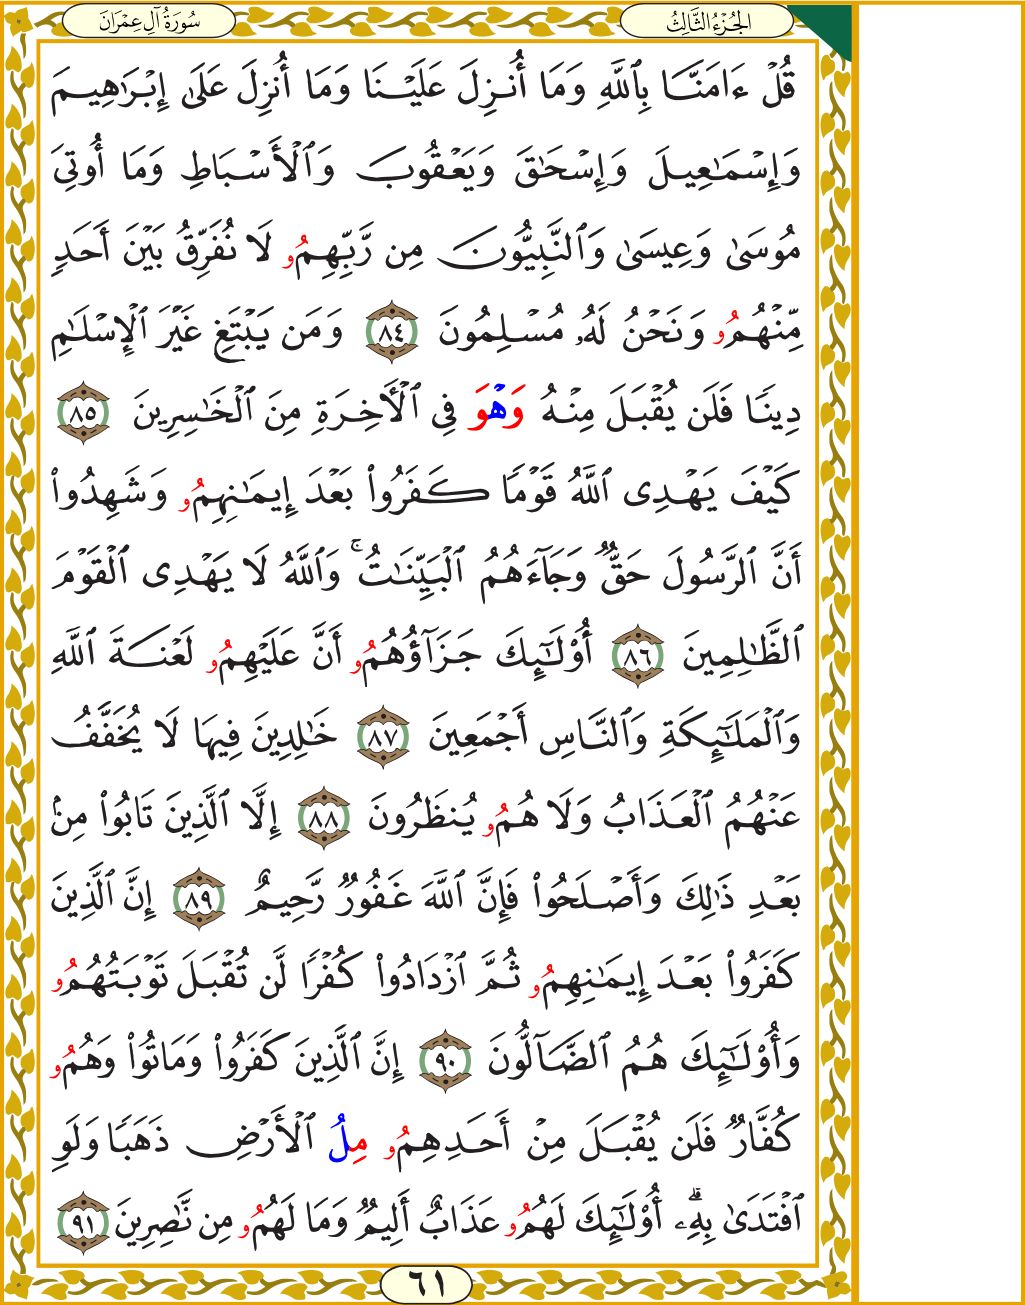 الجُزْءُ الثَّالِثُ
سُورَةُ آلِ عِمْرَانَ
قُلْ ءَامَنَّا بِٱللَّهِ وَمَا أُنزِلَ عَلَيْنَا وَمَا أُنزِلَ عَلَىٰ إِبْرَٰهِيمَ
وَإِسْمَٰعِيلَ وَإِسْحَٰقَ وَيَعْقُوبَ وَٱلْأَسْبَاطِ وَمَا أُوتِىَ
مُوسَىٰ وَعِيسَىٰ وَٱلنَّبِيُّونَ مِن رَّبِّهِمُۥ لَا نُفَرِّقُ بَيْنَ أَحَدٍ
مِّنْهُمُۥ وَنَحْنُ لَهُۥ مُسْلِمُونَ ٨٤ وَمَن يَبْتَغِ غَيْرَ ٱلْإِسْلَٰمِ
دِينًا فَلَن يُقْبَلَ مِنْهُ وَهْوَ فِى ٱلْأَخِرَةِ مِنَ ٱلْخَٰسِرِينَ ٨٥
كَيْفَ يَهْدِى ٱللَّهُ قَوْمًا كَفَرُوا۟ بَعْدَ إِيمَٰنِهِمُۥ وَشَهِدُوا۟
أَنَّ ٱلرَّسُولَ حَقٌّ وَجَآءَهُمُ ٱلْبَيِّنَٰتُ ۚ وَٱللَّهُ لَا يَهْدِى ٱلْقَوْمَ
ٱلظَّٰلِمِينَ ٨٦ أُو۟لَٰٓئِكَ جَزَآؤُهُمُۥ أَنَّ عَلَيْهِمُۥ لَعْنَةَ ٱللَّهِ
وَٱلْمَلَٰٓئِكَةِ وَٱلنَّاسِ أَجْمَعِينَ ٨٧ خَٰلِدِينَ فِيهَا لَا يُخَفَّفُ
عَنْهُمُ ٱلْعَذَابُ وَلَا هُمُۥ يُنظَرُونَ ٨٨ إِلَّا ٱلَّذِينَ تَابُوا۟ مِنۢ
بَعْدِ ذَٰلِكَ وَأَصْلَحُوا۟ فَإِنَّ ٱللَّهَ غَفُورٌ رَّحِيمٌ ٨٩ إِنَّ ٱلَّذِينَ
كَفَرُوا۟ بَعْدَ إِيمَٰنِهِمُۥ ثُمَّ ٱزْدَادُوا۟ كُفْرًا لَّن تُقْبَلَ تَوْبَتُهُمُۥ
وَأُو۟لَٰٓئِكَ هُمُ ٱلضَّآلُّونَ ٩٠ إِنَّ ٱلَّذِينَ كَفَرُوا۟ وَمَاتُوا۟ وَهُمُۥ
كُفَّارٌ فَلَن يُقْبَلَ مِنْ أَحَدِهِمُۥ مِلُ ٱلْأَرْضِ ذَهَبًا وَلَوِ
ٱفْتَدَىٰ بِهِۦٓ ۗ أُو۟لَٰٓئِكَ لَهُمُۥ عَذَابٌ أَلِيمٌ وَمَا لَهُمُۥ مِن نَّٰصِرِينَ ٩١
٦١